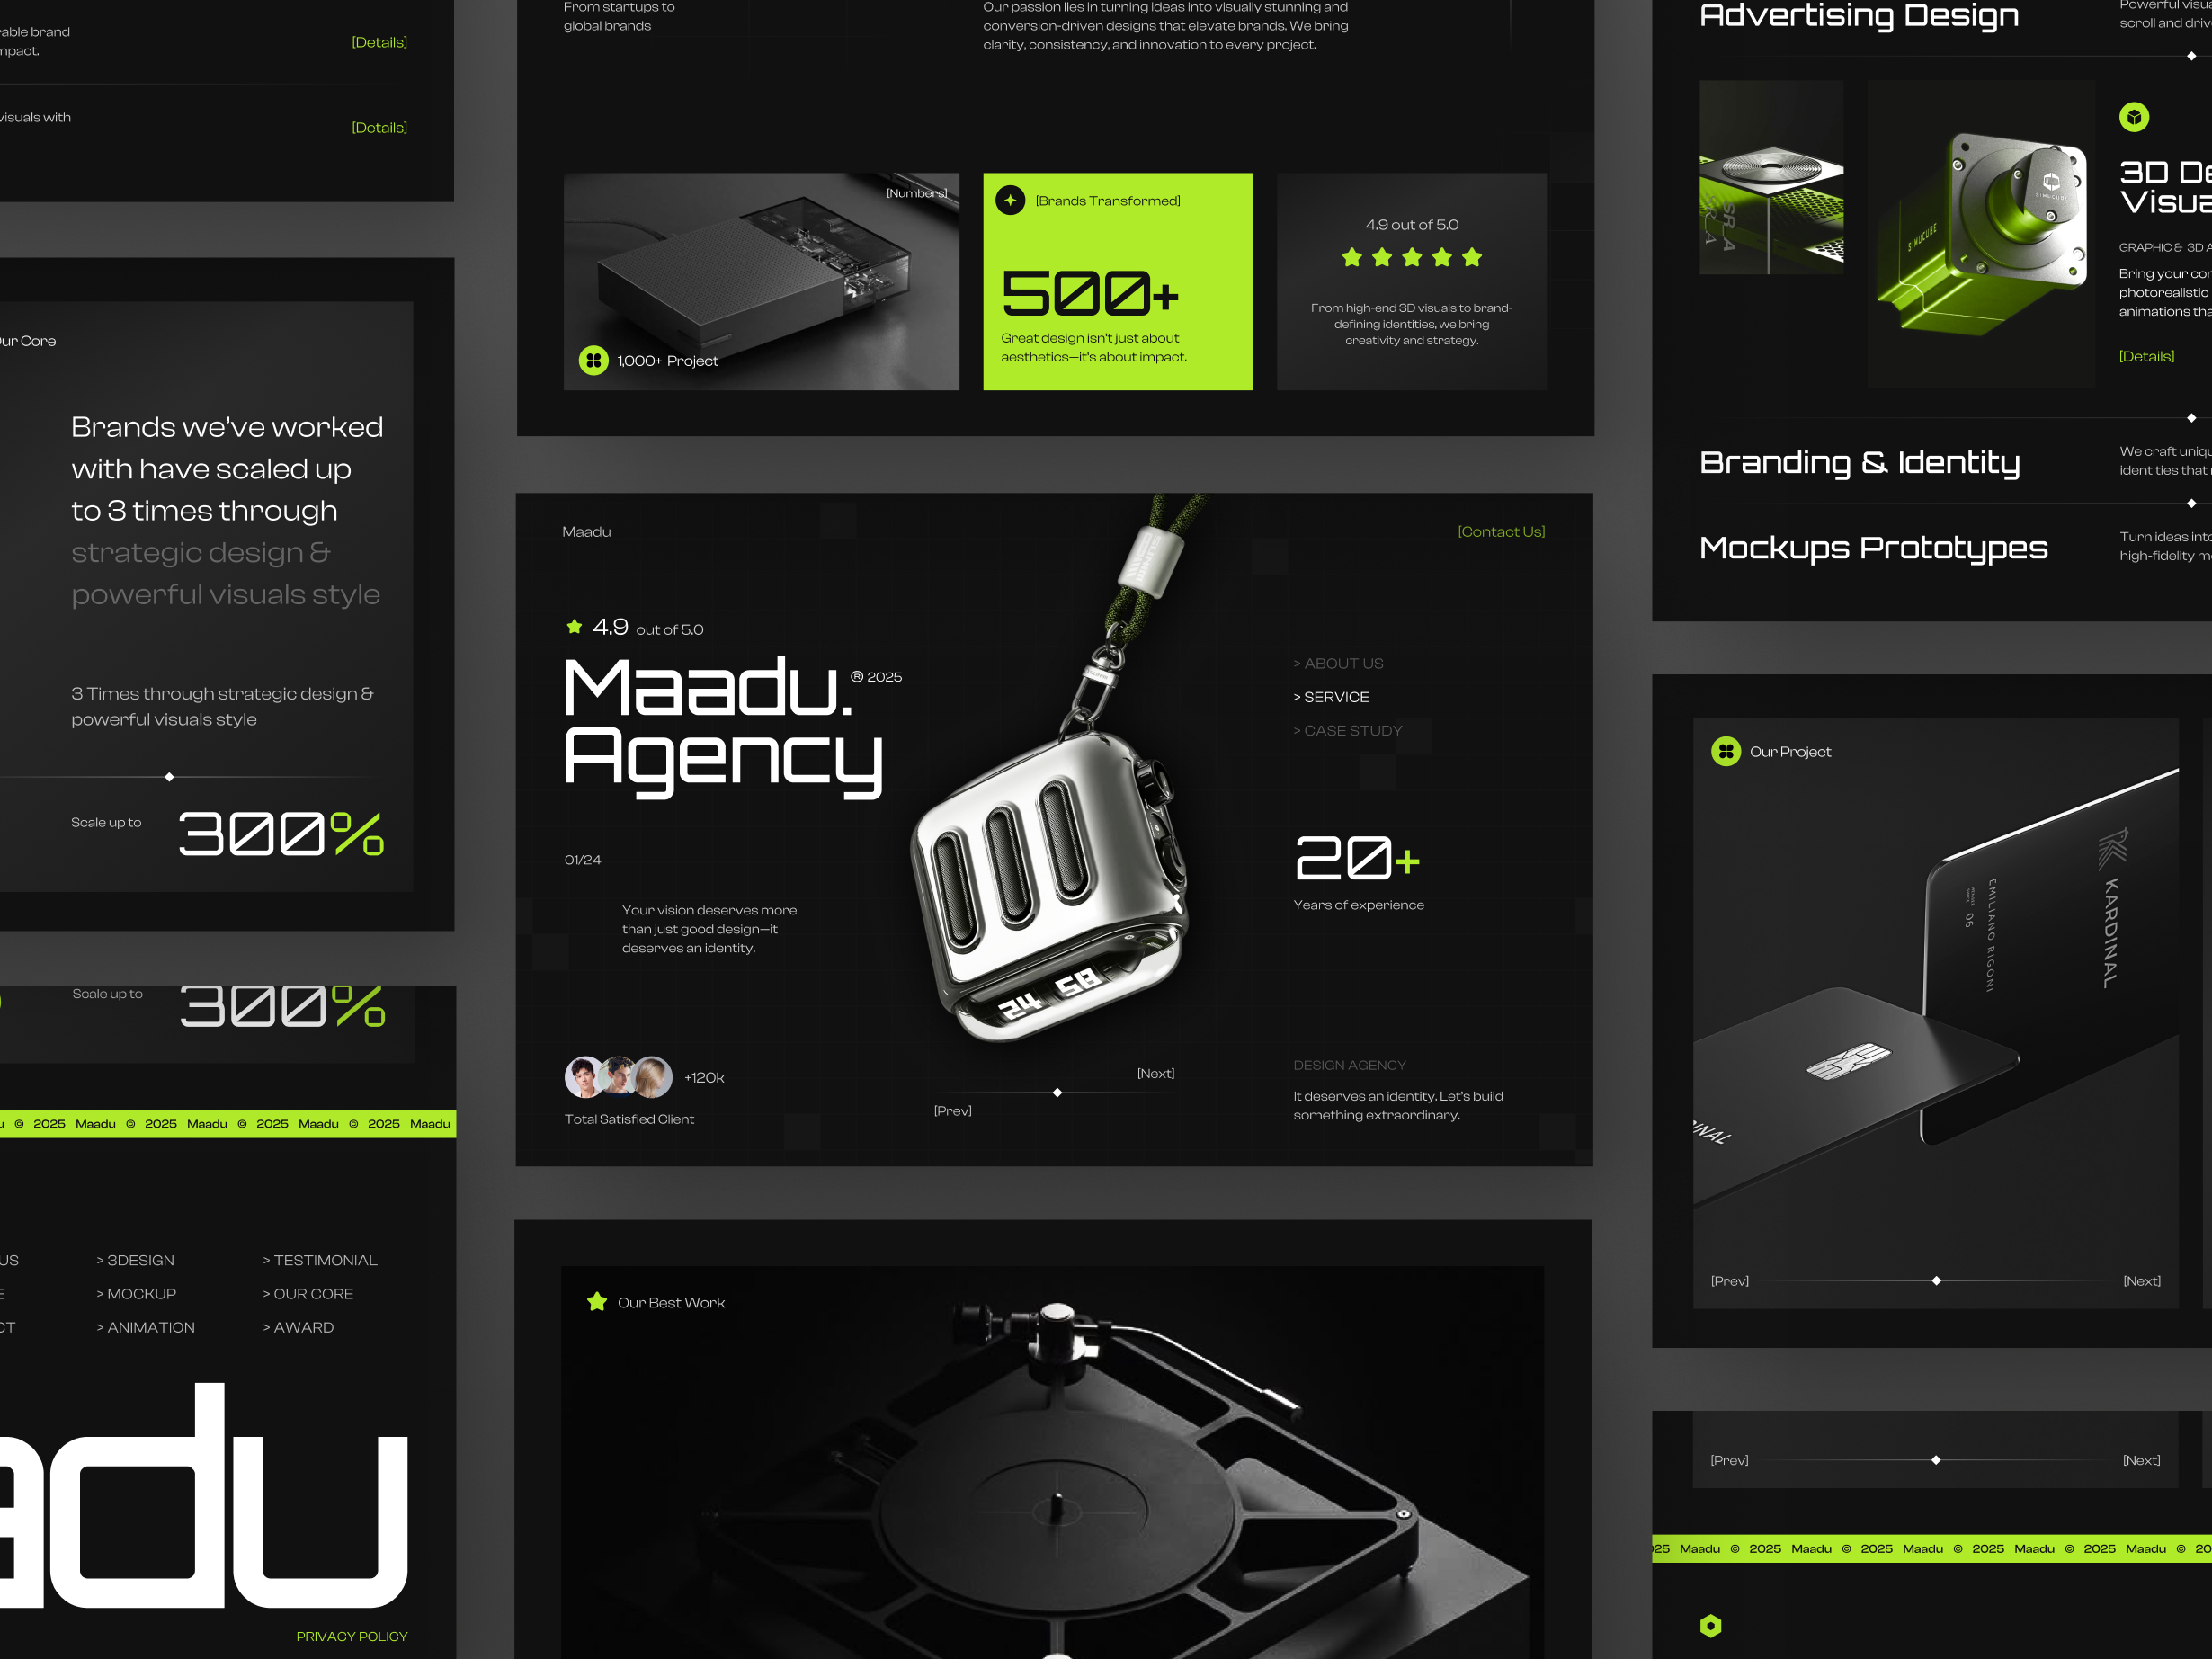 rable brand
mpact.
[Details]
visuals with
[Details]
Our Core
Brands we've worked
with have scaled up
to 3 times through
strategic design &
powerful visuals style
3 Times through strategic design &
powerful visuals style
Scale up to
300%
Scale up to
300%
© 2025 Maadu © 2025 Maadu © 2025 Maadu © 2025 Maadu
US
> 3DESIGN
> TESTIMONIAL
E
> MOCKUP
> OUR CORE
CT
> ANIMATION
> AWARD
adu
PRIVACY POLICY
From startups to
global brands
Our passion lies in turning ideas into visually stunning and
conversion-driven designs that elevate brands. We bring
clarity, consistency, and innovation to every project.
[Numbers]
1,000+ Project
[Brands Transformed]
500+
Great design isn't just about
aesthetics—it's about impact.
4.9 out of 5.0
From high-end 3D visuals to brand-
defining identities, we bring
creativity and strategy.
Maadu
[Contact Us]
4.9 out of 5.0
Maadu.
® 2025
Agency
> ABOUT US
> SERVICE
> CASE STUDY
01/24
20+
Years of experience
Your vision deserves more
than just good design—it
deserves an identity.
24 58
+120k
Total Satisfied Client
[Next]
[Prev]
DESIGN AGENCY
It deserves an identity. Let's build
something extraordinary.
Our Best Work
Advertising Design
Powerful visu
scroll and driv
SIMUCUBE
SIMUCUBE
3D De
Visua
GRAPHIC & 3D A
Bring your con
photorealistic
animations tha
[Details]
Branding & Identity
We craft uniqu
identities that
Mockups Prototypes
Turn ideas into
high-fidelity m
Our Project
KARDINAL
EMILIANO RIGONI
06
INAL
[Prev]
[Next]
[Prev]
[Next]
025 Maadu © 2025 Maadu © 2025 Maadu © 2025 Maadu © 2025 Maadu © 20